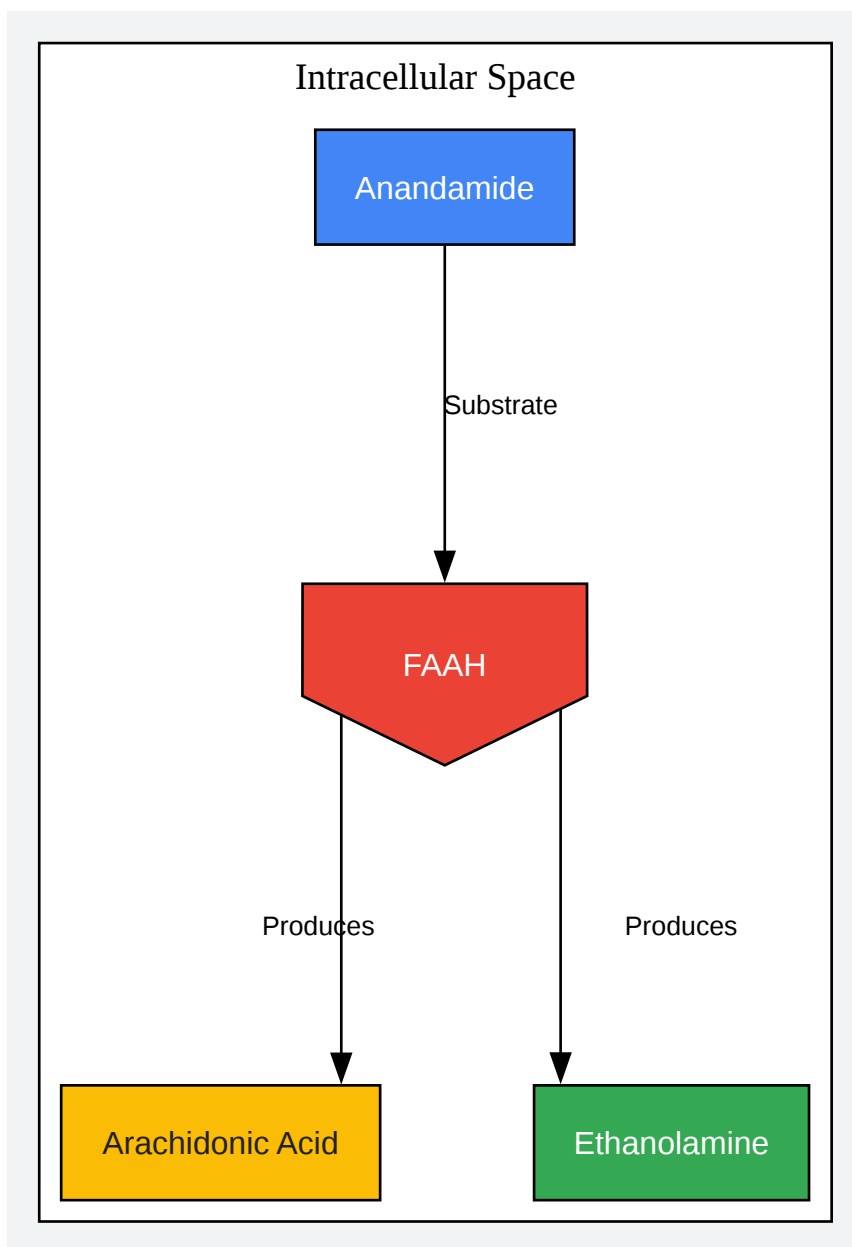 Intracellular Space
Anandamide
Substrate
FAAH
Produces
Produces
Arachidonic Acid
Ethanolamine